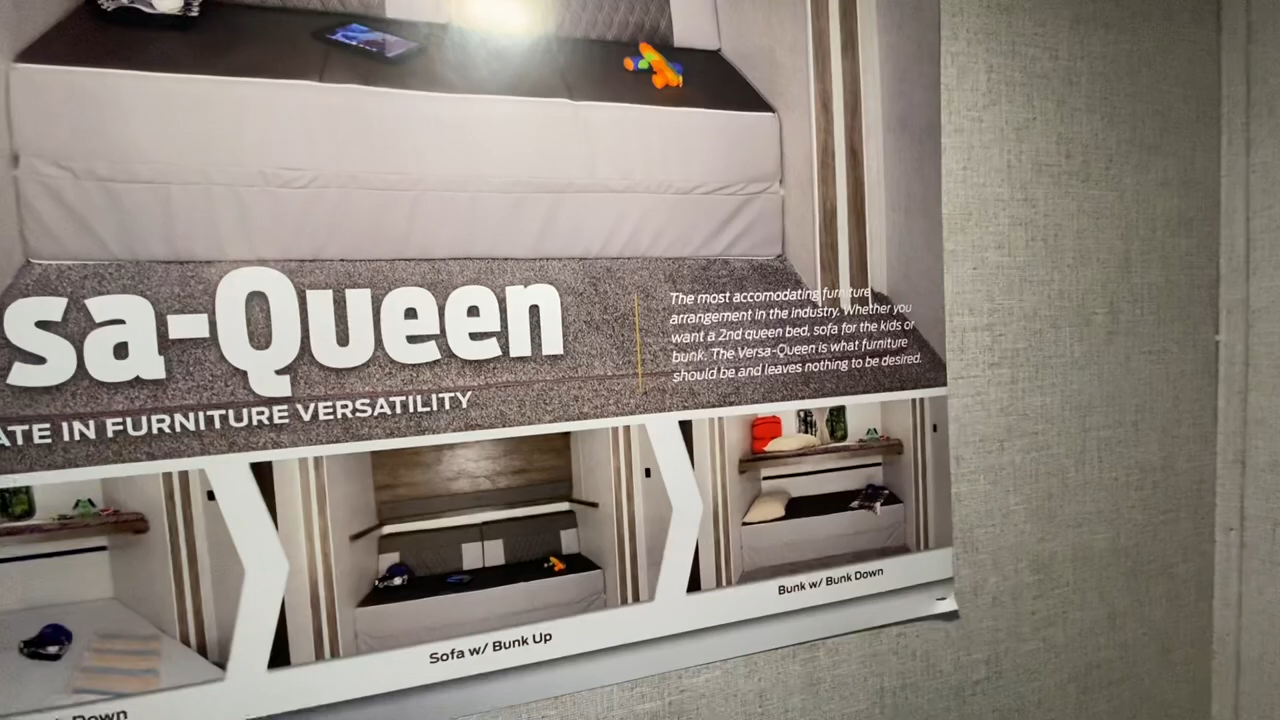 sa-Queen
ATE IN FURNITURE VERSATILITY
The most accomodating furniture
arrangement in the industry. Whether you
want a 2nd queen bed, sofa for the kids or
bunk. The Versa-Queen is what furniture
should be and leaves nothing to be desired.
Bunk w/ Bunk Down
Sofa w/ Bunk Up
Down